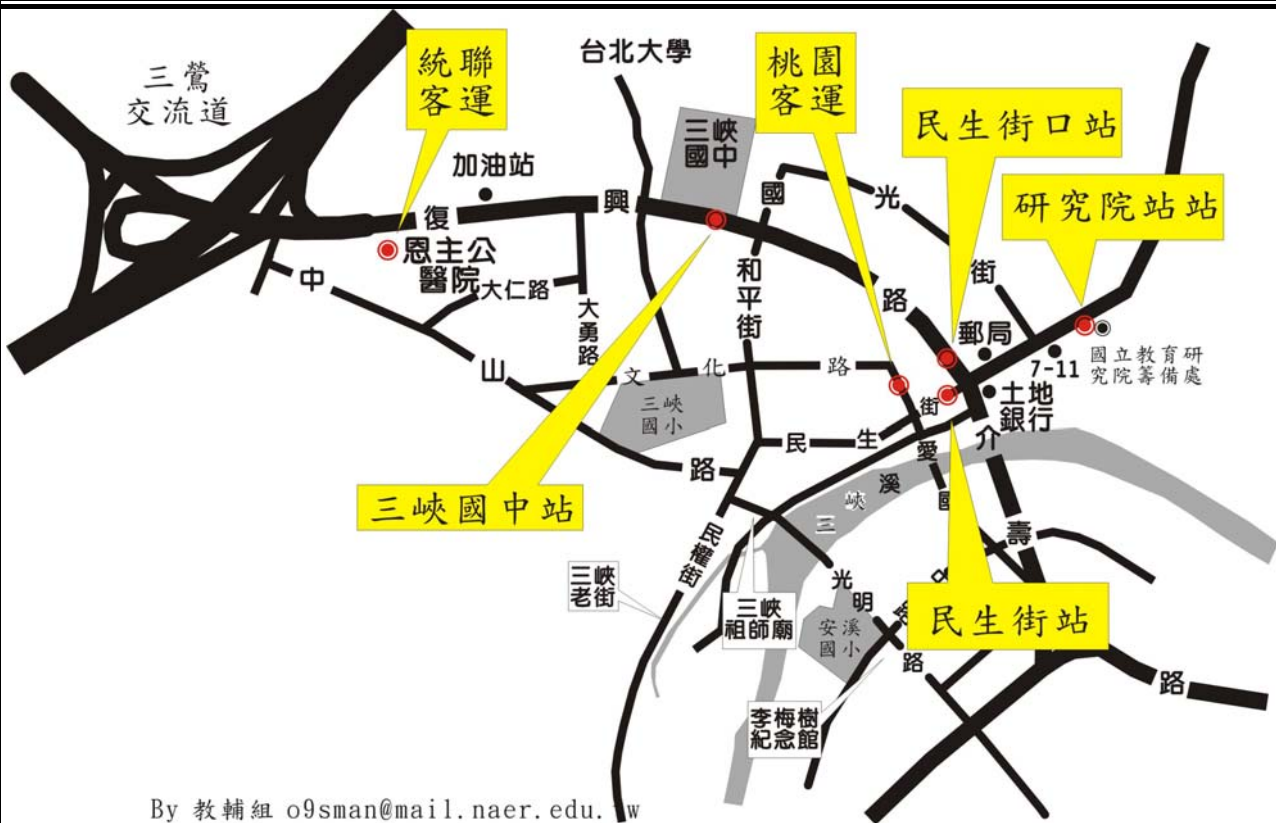 三鶯
交流道
統聯
客運
台北大學
桃園
客運
民生街口站
研究院站站
三峽
國中
加油站
復
興
路
國
光
街
恩主公
醫院
中
山
路
大仁路
大勇路
和平街
文
化
路
郵局
7-11
國立教育研
究院籌備處
土地
銀行
三峽
國小
民
生
街
愛
國
介
壽
路
三
峽
溪
三峽國中站
民權街
三峽
老街
三峽
祖師廟
光
明
路
安溪
國小
民生街站
李梅樹
紀念館
By 教輔組 o9sman@mail.naer.edu.tw